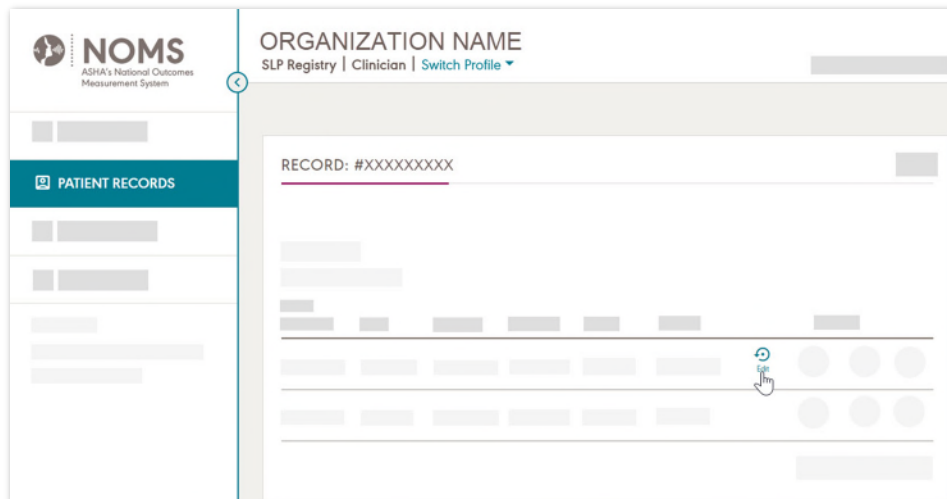 NOMS
ASHA's National Outcomes
Measurement System
ORGANIZATION NAME
SLP Registry | Clinician | Switch Profile
PATIENT RECORDS
RECORD: #XXXXXXXXX
Edit